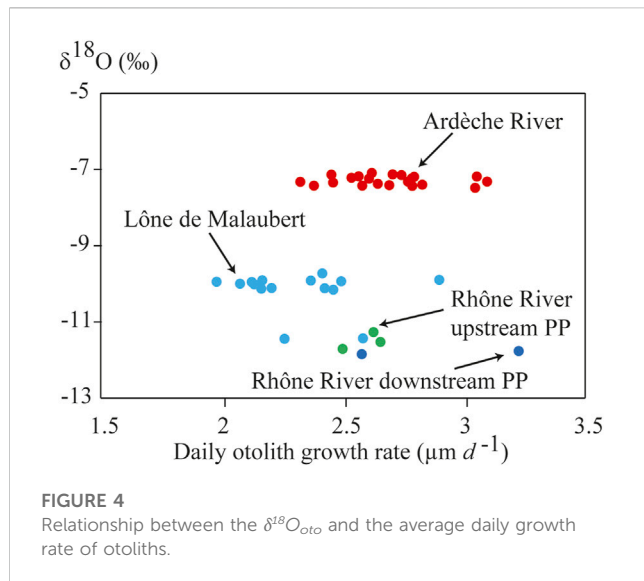 δ¹⁸O (‰)
-5
-7
-9
-11
-13
Ardèche River
Lône de Malaubert
Rhône River
upstream PP
Rhône River downstream PP
1.5 2 2.5 3 3.5
Daily otolith growth rate (µm d⁻¹)
FIGURE 4
Relationship between the δ¹⁸Oₒₜₒ and the average daily growth
rate of otoliths.